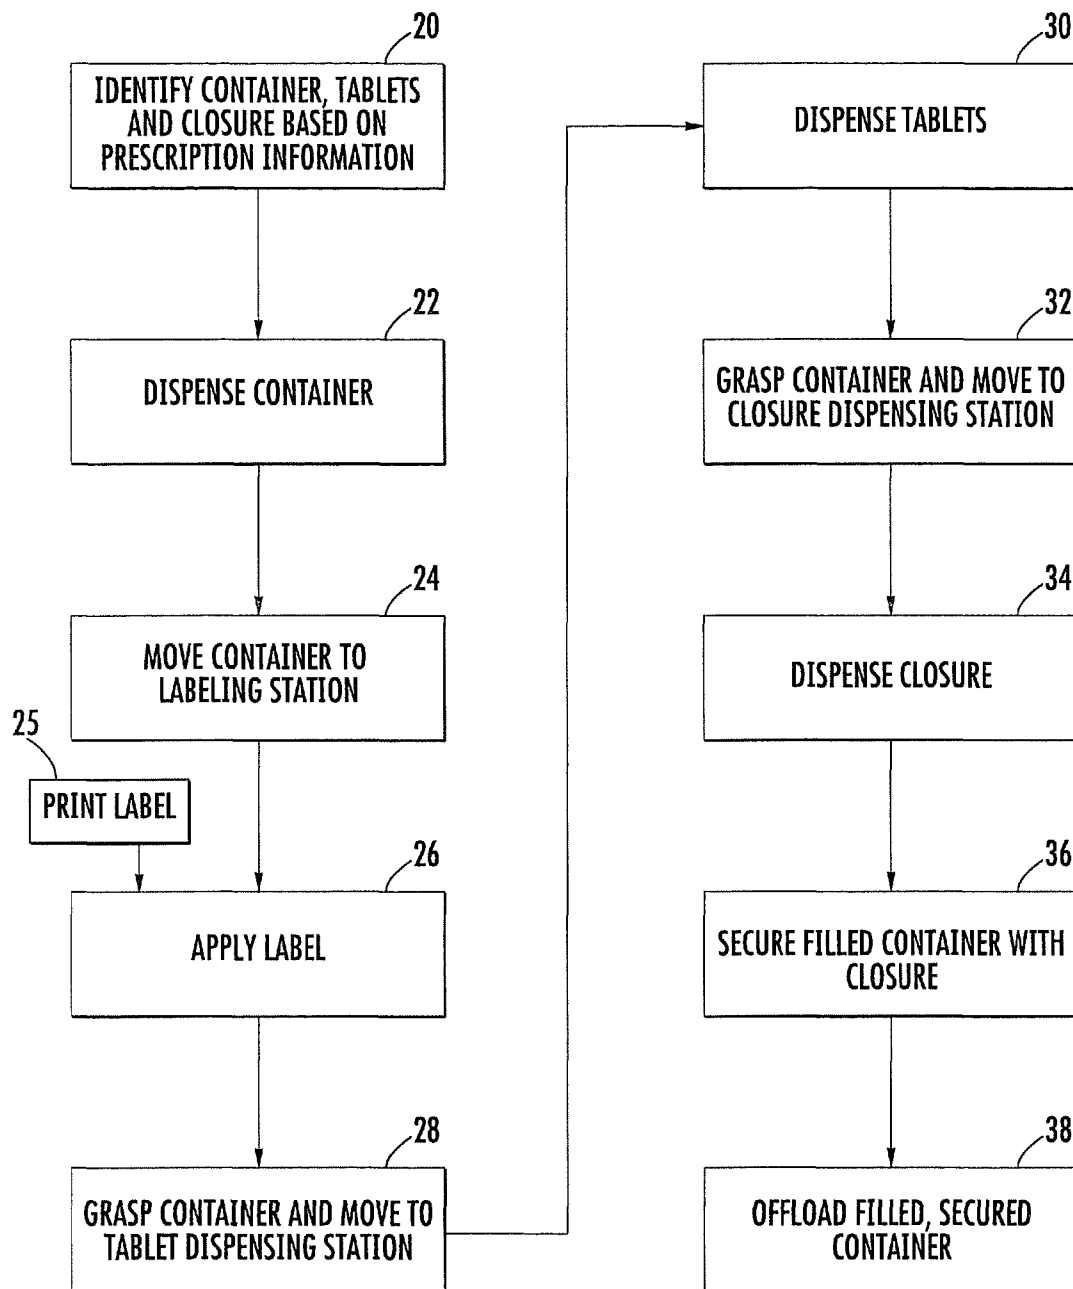 20
IDENTIFY CONTAINER, TABLETS
AND CLOSURE BASED ON
PRESCRIPTION INFORMATION
22
DISPENSE CONTAINER
24
MOVE CONTAINER TO
LABELING STATION
25
PRINT LABEL
26
APPLY LABEL
28
GRASP CONTAINER AND MOVE TO
TABLET DISPENSING STATION
30
DISPENSE TABLETS
32
GRASP CONTAINER AND MOVE TO
CLOSURE DISPENSING STATION
34
DISPENSE CLOSURE
36
SECURE FILLED CONTAINER WITH
CLOSURE
38
OFFLOAD FILLED, SECURED
CONTAINER